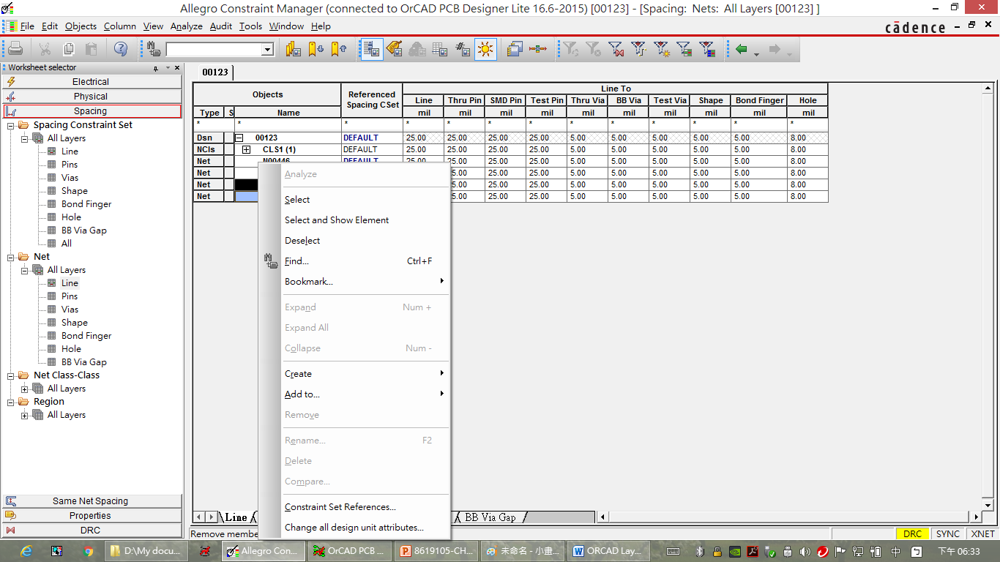 Allegro Constraint Manager (connected to OrCAD PCB Designer Lite 16.6-2015) [00123] - [Spacing: Nets: All Layers [00123] ]
File Edit Objects Column View Analyze Audit Tools Window Help
cādence
Worksheet selector
Electrical
Physical
Spacing
Spacing Constraint Set
All Layers
Line
Pins
Vias
Shape
Bond Finger
Hole
BB Via Gap
All
Net
All Layers
Line
Pins
Vias
Shape
Bond Finger
Hole
BB Via Gap
Net Class-Class
All Layers
Region
All Layers
Same Net Spacing
Properties
DRC
00123
Objects Referenced Spacing CSet Line To
Line Thru Pin SMD Pin Test Pin Thru Via BB Via Test Via Shape Bond Finger Hole
Type S Name mil mil mil mil mil mil mil mil mil mil
* * * * * * * * * * * * *
Dsn 00123 DEFAULT 25.00 25.00 25.00 25.00 5.00 5.00 5.00 5.00 5.00 8.00
NCls CLS1 (1) DEFAULT 25.00 25.00 25.00 25.00 5.00 5.00 5.00 5.00 5.00 8.00
Net N00446 DEFAULT 25.00 25.00 25.00 25.00 5.00 5.00 5.00 5.00 5.00 8.00
Net 5.00 25.00 25.00 5.00 5.00 5.00 5.00 5.00 8.00
Net 5.00 25.00 25.00 5.00 5.00 5.00 5.00 5.00 8.00
Net 5.00 25.00 25.00 5.00 5.00 5.00 5.00 5.00 8.00
Analyze
Select
Select and Show Element
Deselect
Find... Ctrl+F
Bookmark...
Expand Num +
Expand All
Collapse Num -
Create
Add to...
Remove
Rename... F2
Delete
Compare...
Constraint Set References...
Change all design unit attributes...
Line BB Via Gap
Remove membe
DRC SYNC XNET
D:\My docu... Allegro Con... OrCAD PCB ... 8619105-CH... 未命名 - 小畫... ORCAD Lay... 中 下午 06:33